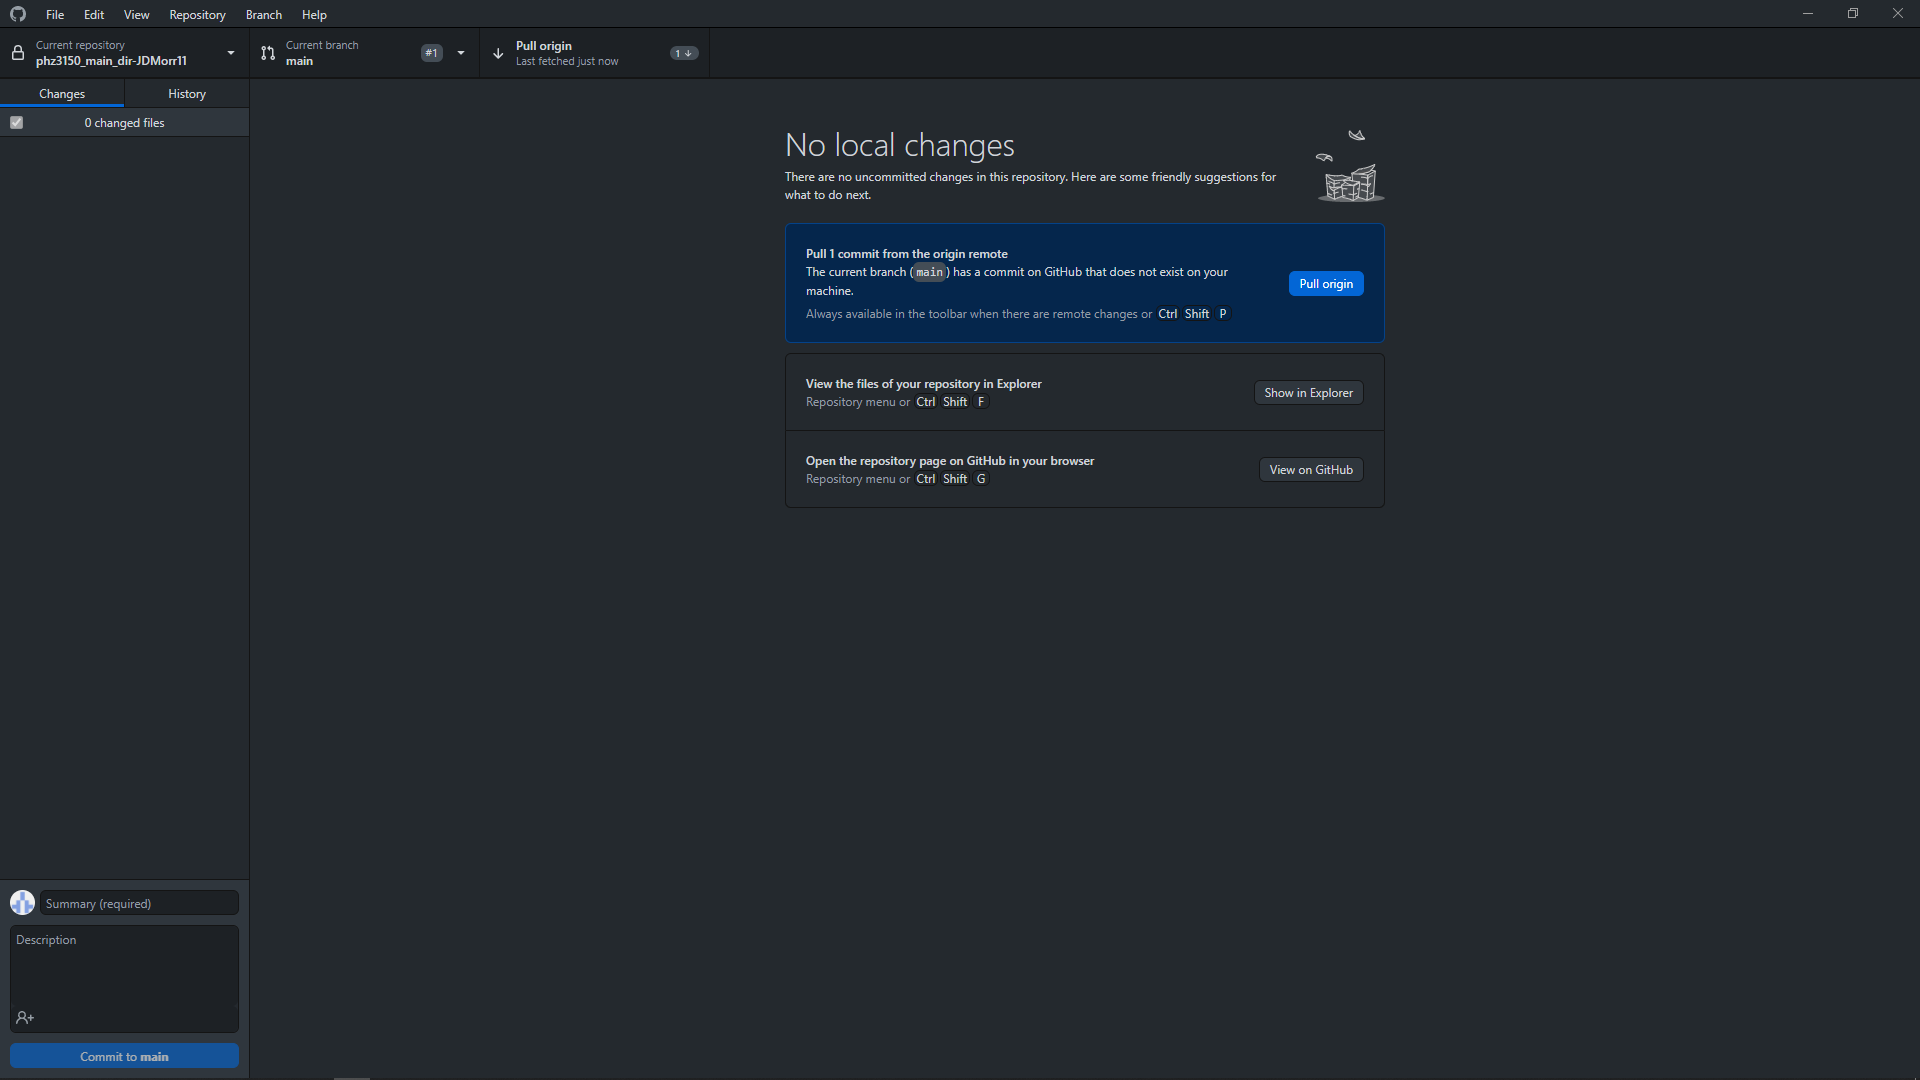 File Edit View Repository Branch Help
Current repository
phz3150_main_dir-JDMorr11
Current branch
main
#1
Pull origin
Last fetched just now
1
Changes
History
0 changed files
No local changes
There are no uncommitted changes in this repository. Here are some friendly suggestions for
what to do next.
Pull 1 commit from the origin remote
The current branch (main) has a commit on GitHub that does not exist on your
machine.
Always available in the toolbar when there are remote changes or Ctrl Shift P
Pull origin
View the files of your repository in Explorer
Repository menu or Ctrl Shift F
Show in Explorer
Open the repository page on GitHub in your browser
Repository menu or Ctrl Shift G
View on GitHub
Summary (required)
Description
Commit to main